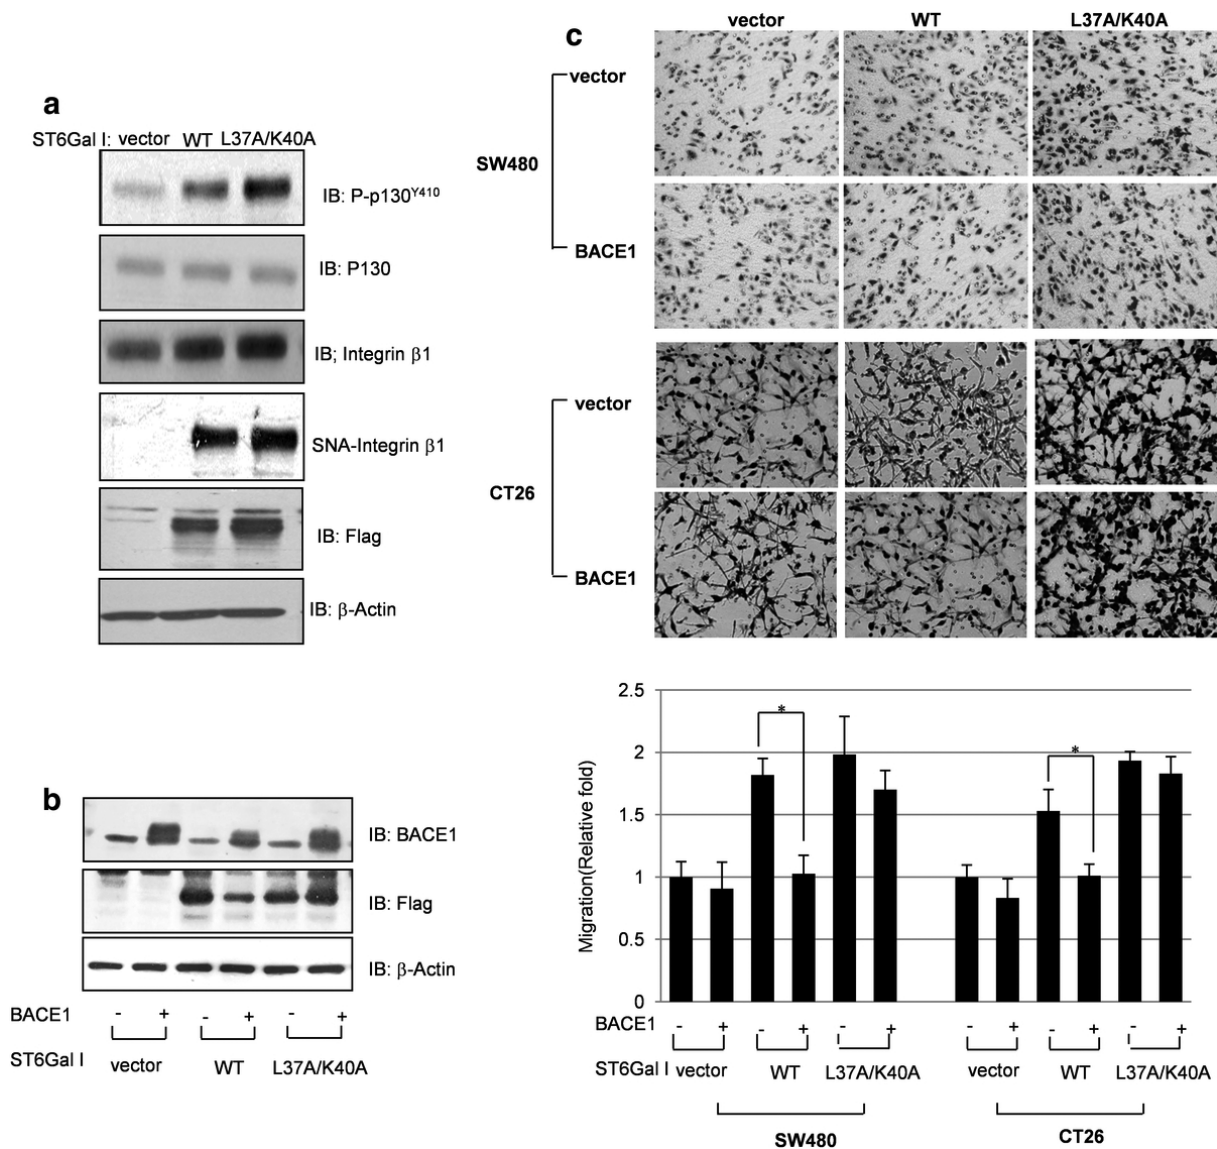 a
ST6Gal I: vector WT L37A/K40A
IB: P-p130Y410
IB: P130
IB; Integrin β1
SNA-Integrin β1
IB: Flag
IB: β-Actin
b
IB: BACE1
IB: Flag
IB: β-Actin
BACE1 - + - + - +
ST6Gal I vector WT L37A/K40A
c
vector WT L37A/K40A
vector
SW480
BACE1
vector
CT26
BACE1
2.5
2
1.5
1
0.5
0
Migration(Relative fold)
*
*
BACE1 - + - + - + - + - + - +
ST6Gal I vector WT L37A/K40A vector WT L37A/K40A
SW480 CT26